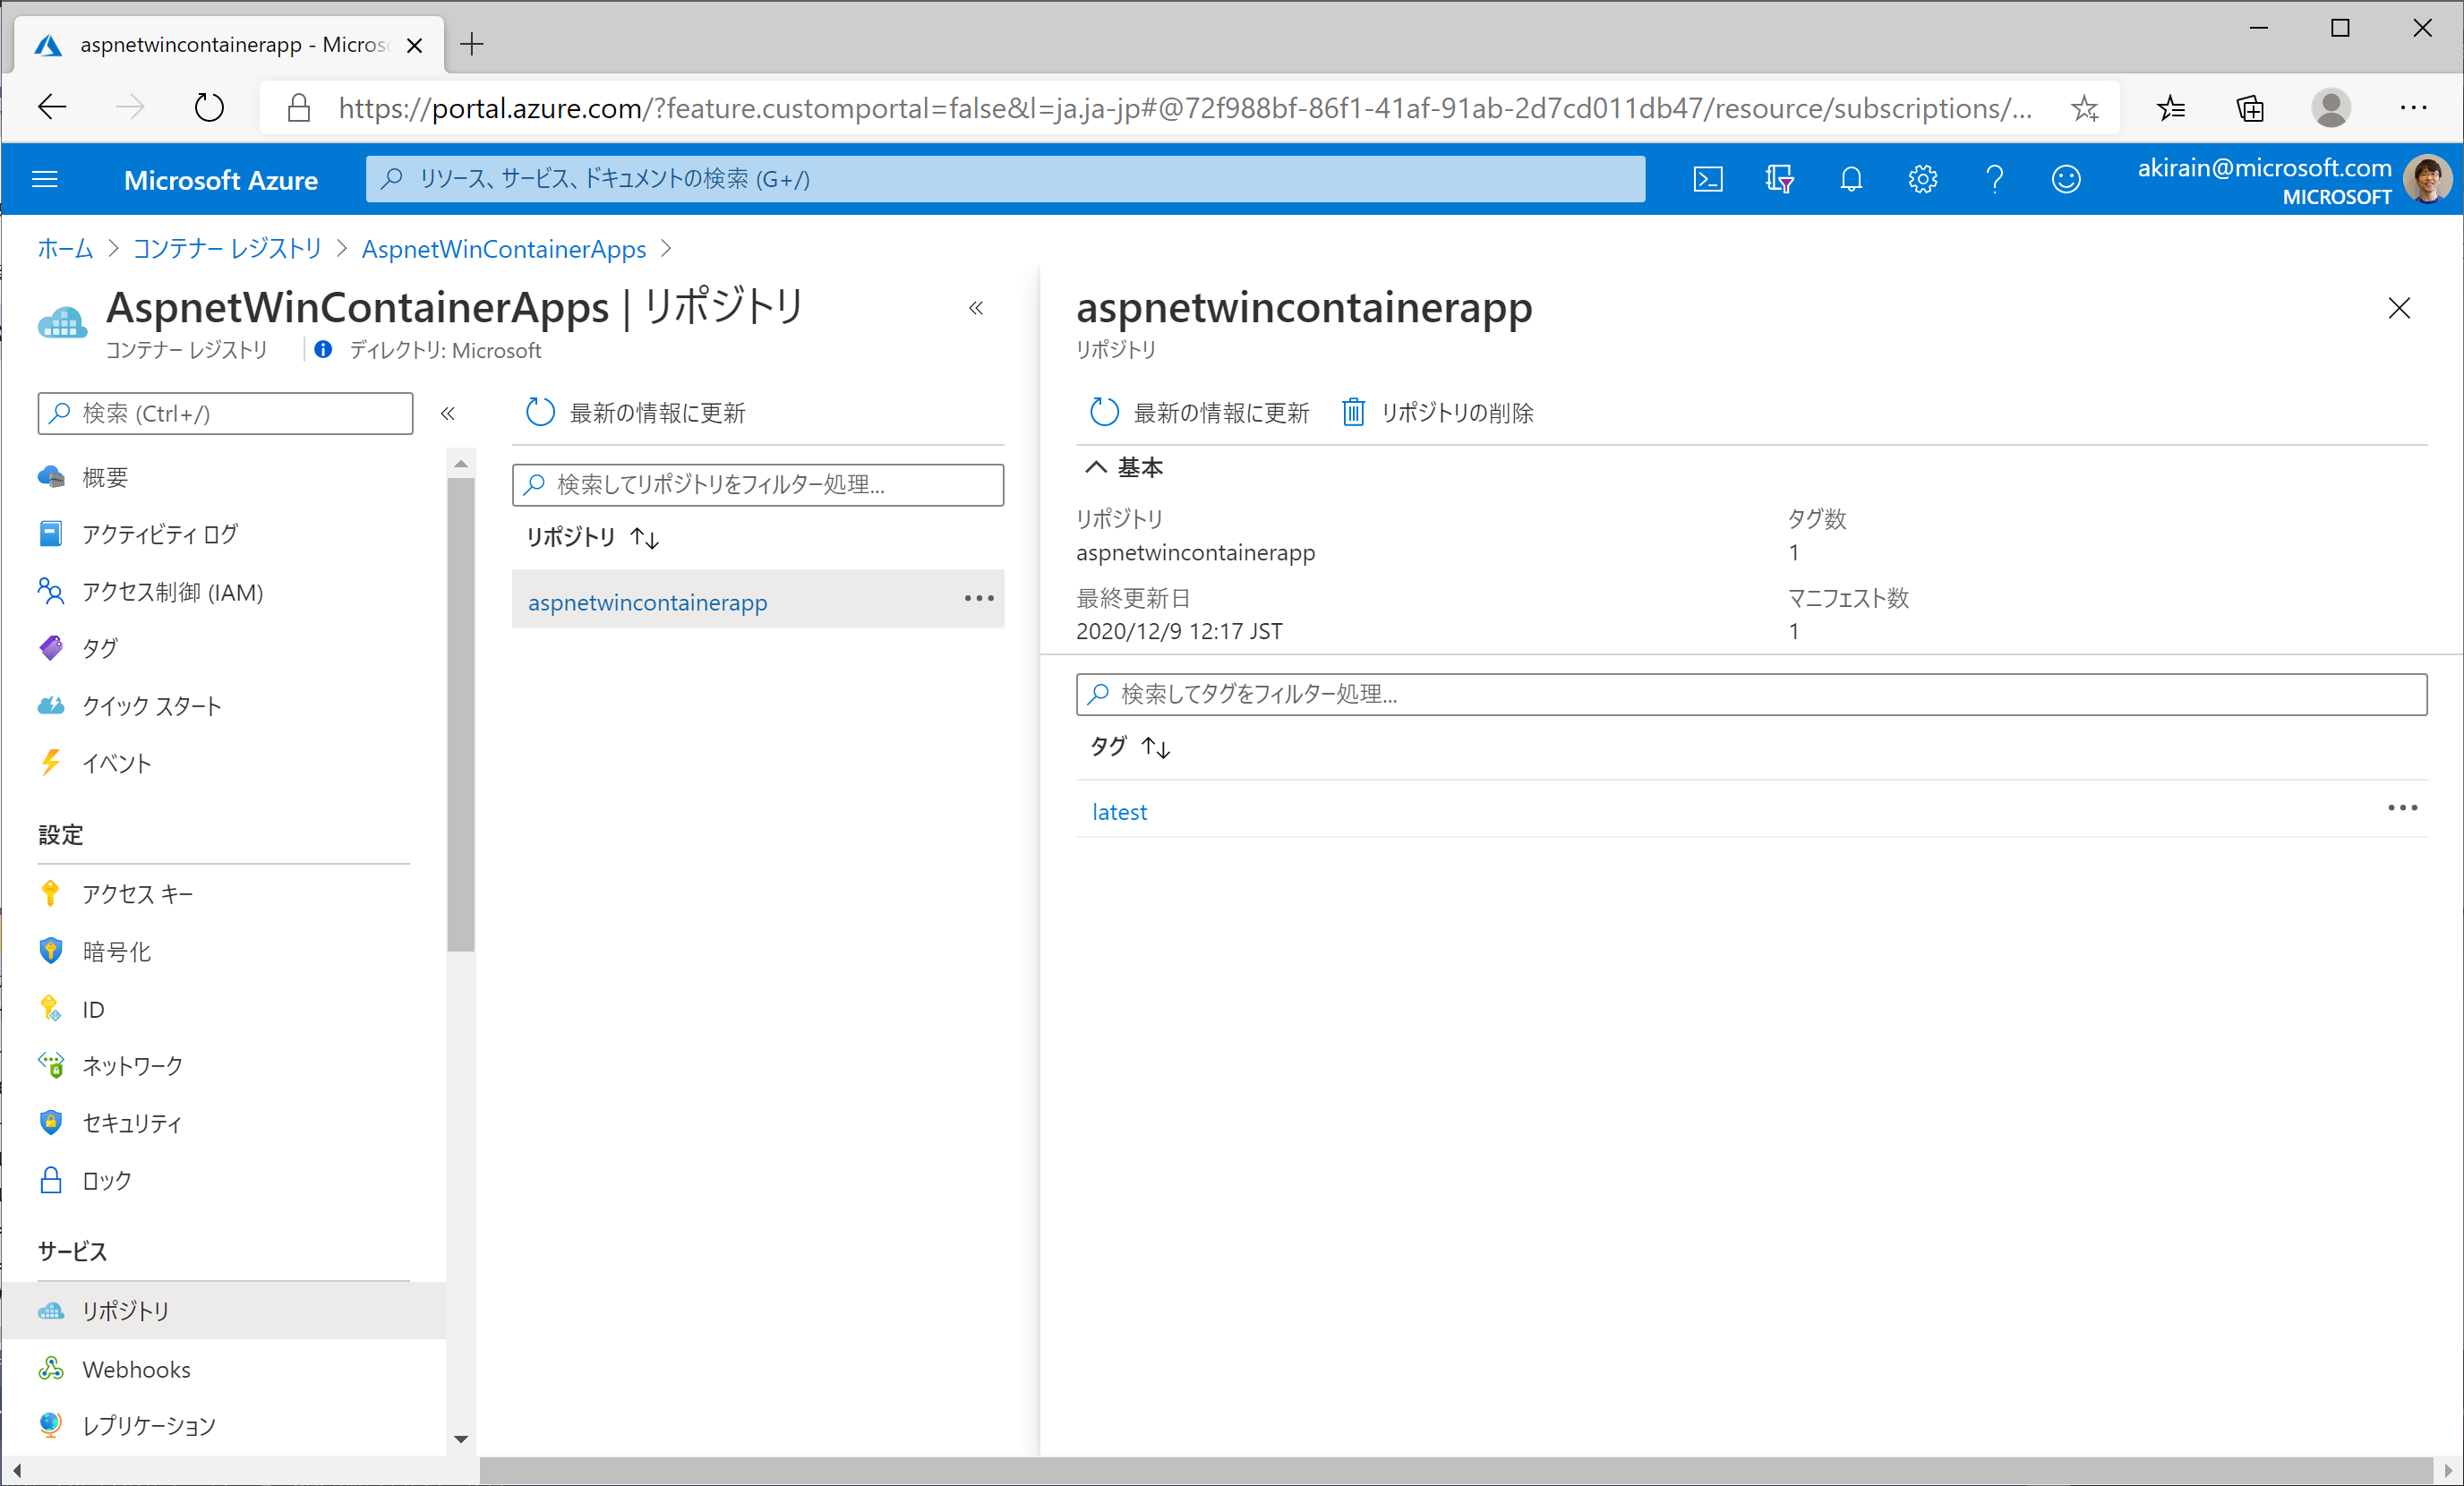 aspnetwincontainerapp - Micros
https://portal.azure.com/?feature.customportal=false&l=ja.ja-jp#@72f988bf-86f1-41af-91ab-2d7cd011db47/resource/subscriptions/...
Microsoft Azure
リソース、サービス、ドキュメントの検索 (G+/)
akirain@microsoft.com
MICROSOFT
ホーム > コンテナー レジストリ > AspnetWinContainerApps >
AspnetWinContainerApps | リポジトリ
コンテナー レジストリ
ディレクトリ: Microsoft
検索 (Ctrl+/)
概要
アクティビティ ログ
アクセス制御 (IAM)
タグ
クイック スタート
イベント
設定
アクセス キー
暗号化
ID
ネットワーク
セキュリティ
ロック
サービス
リポジトリ
Webhooks
レプリケーション
最新の情報に更新
検索してリポジトリをフィルター処理...
リポジトリ ↑↓
aspnetwincontainerapp
aspnetwincontainerapp
リポジトリ
最新の情報に更新
リポジトリの削除
基本
リポジトリ
aspnetwincontainerapp
タグ数
1
最終更新日
2020/12/9 12:17 JST
マニフェスト数
1
検索してタグをフィルター処理...
タグ ↑↓
latest